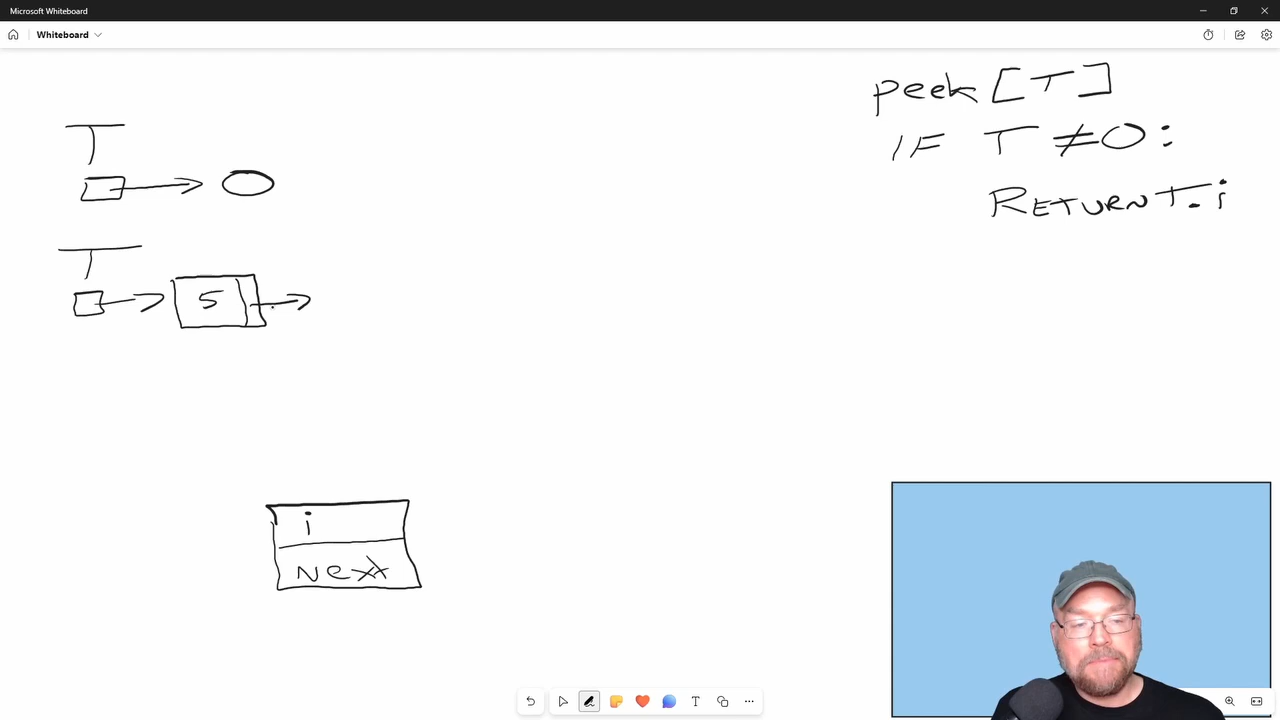 Microsoft Whiteboard
Whiteboard
peek [T]
IF T ≠ 0:
RETURN T.i
T
T
5
i
Next
T